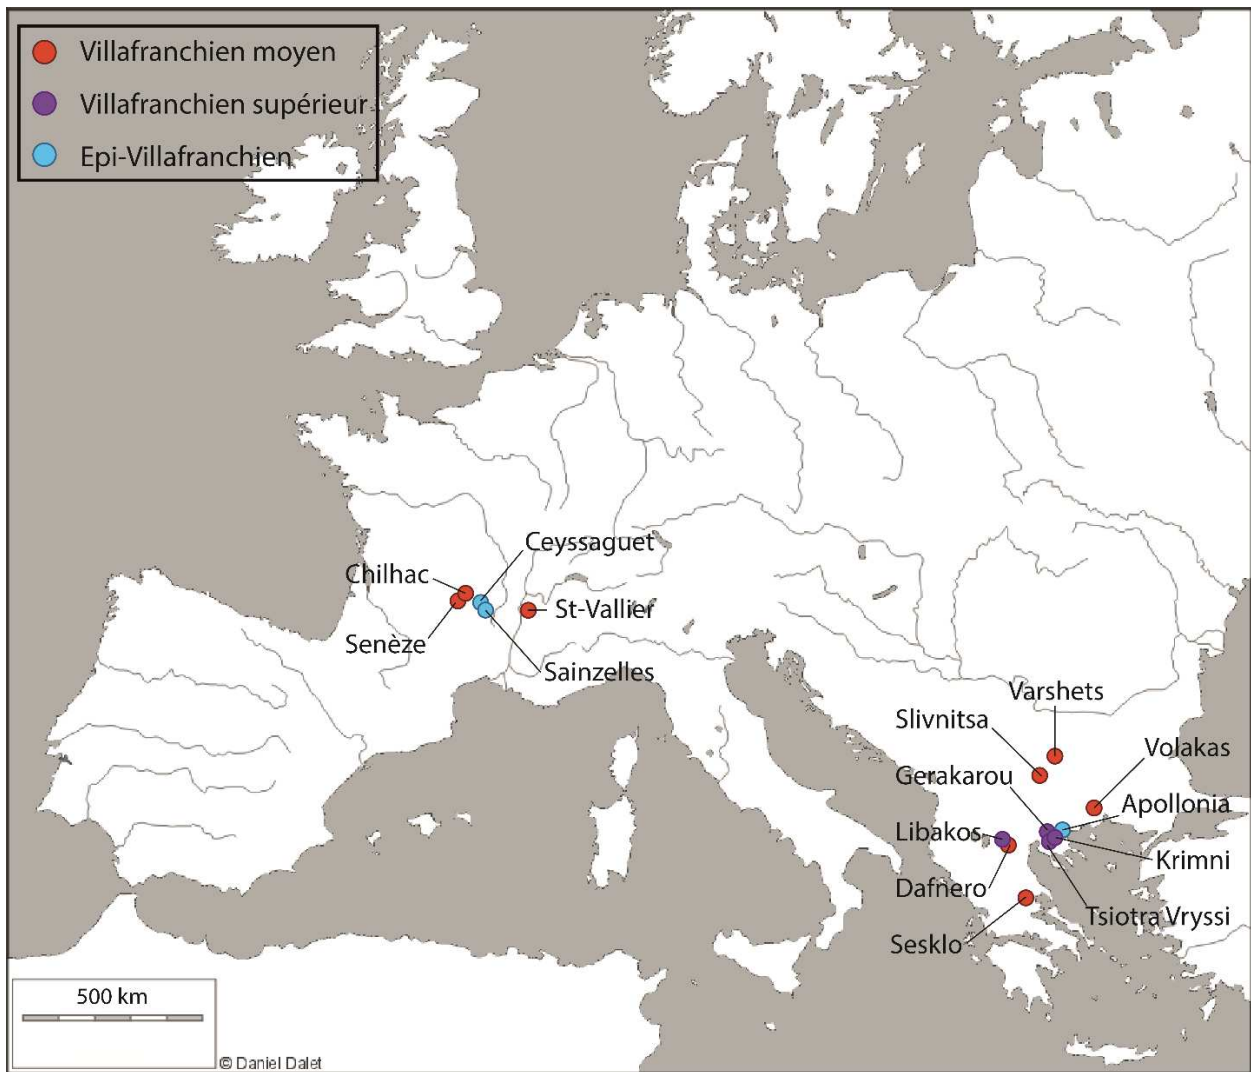 Villafranchien moyen
Villafranchien supérieur
Epi-Villafranchien
Ceyssaguet
Chilhac
St-Vallier
Senèze
Sainzelles
Varshets
Slivnitsa
Volakas
Gerakarou
Apollonia
Libakos
Krimni
Dafnero
Tsiotra Vryssi
Sesklo
500 km
© Daniel Dalet